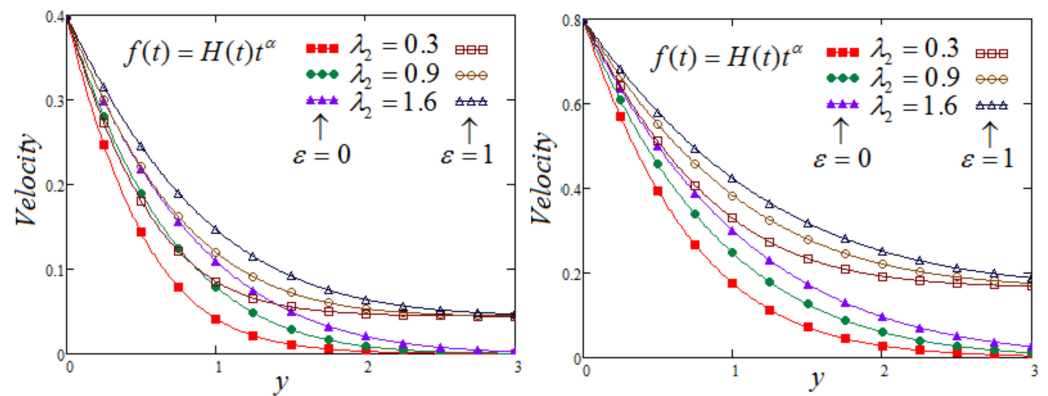 0.4
f(t) = H(t)t^α
λ₂ = 0.3
λ₂ = 0.9
λ₂ = 1.6
ε = 0
ε = 1
0.3
0.2
0.1
0
Velocity
0 1 2 3
y
0.8
f(t) = H(t)t^α
λ₂ = 0.3
λ₂ = 0.9
λ₂ = 1.6
ε = 0
ε = 1
0.6
0.4
0.2
0
Velocity
0 1 2 3
y